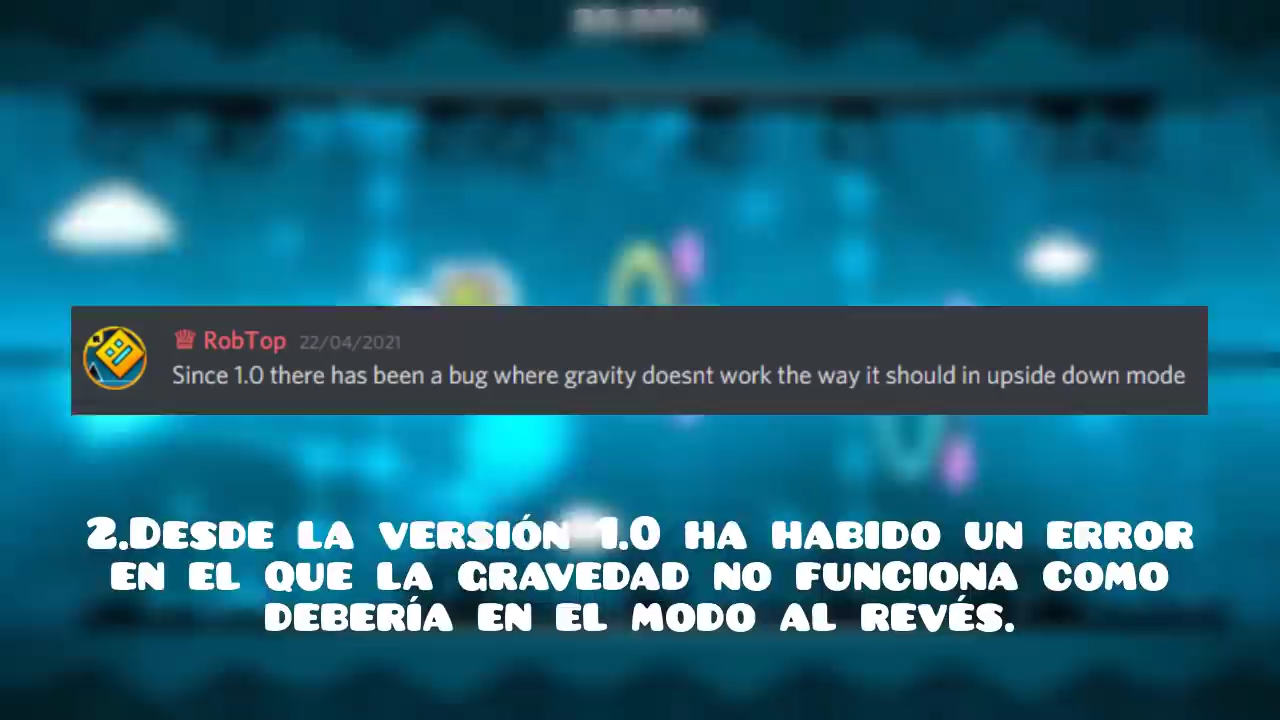 RobTop 22/04/2021
Since 1.0 there has been a bug where gravity doesnt work the way it should in upside down mode
2.DESDE LA VERSIÓN 1.0 HA HABIDO UN ERROR
EN EL QUE LA GRAVEDAD NO FUNCIONA COMO
DEBERÍA EN EL MODO AL REVÉS.